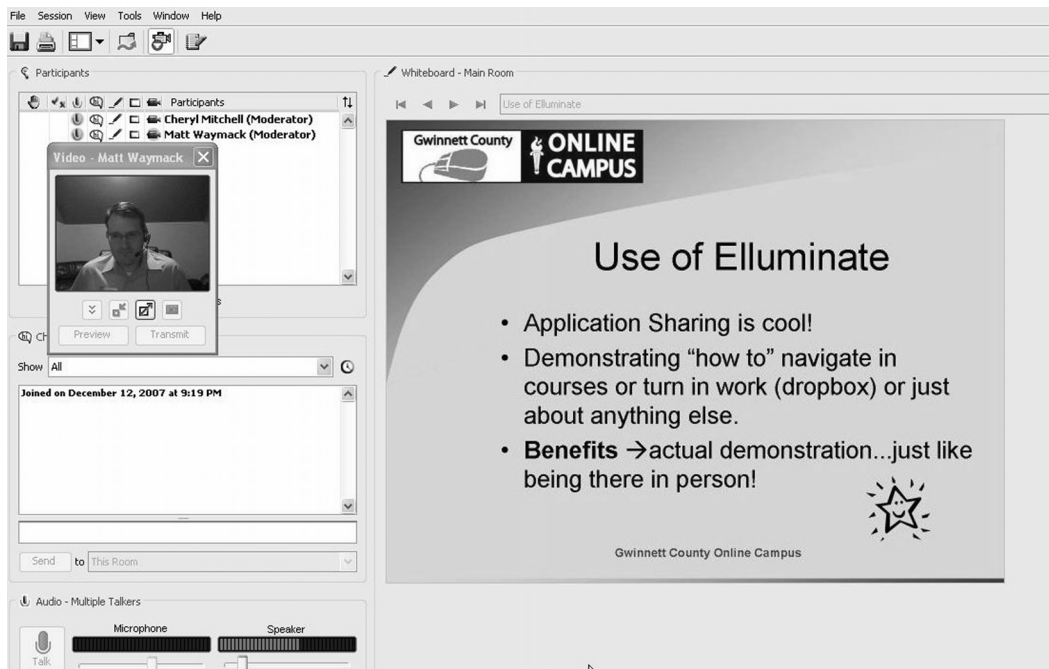 File Session View Tools Window Help
Participants
Participants
Cheryl Mitchell (Moderator)
Matt Waymack (Moderator)
Video - Matt Waymack
Preview Transmit
Show All
Joined on December 12, 2007 at 9:19 PM
Send to This Room
Audio - Multiple Talkers
Microphone Speaker
Talk
Whiteboard - Main Room
Use of Elluminate
Gwinnett County
ONLINE
CAMPUS
Use of Elluminate
• Application Sharing is cool!
• Demonstrating “how to” navigate in
courses or turn in work (dropbox) or just
about anything else.
• Benefits →actual demonstration...just like
being there in person!
Gwinnett County Online Campus